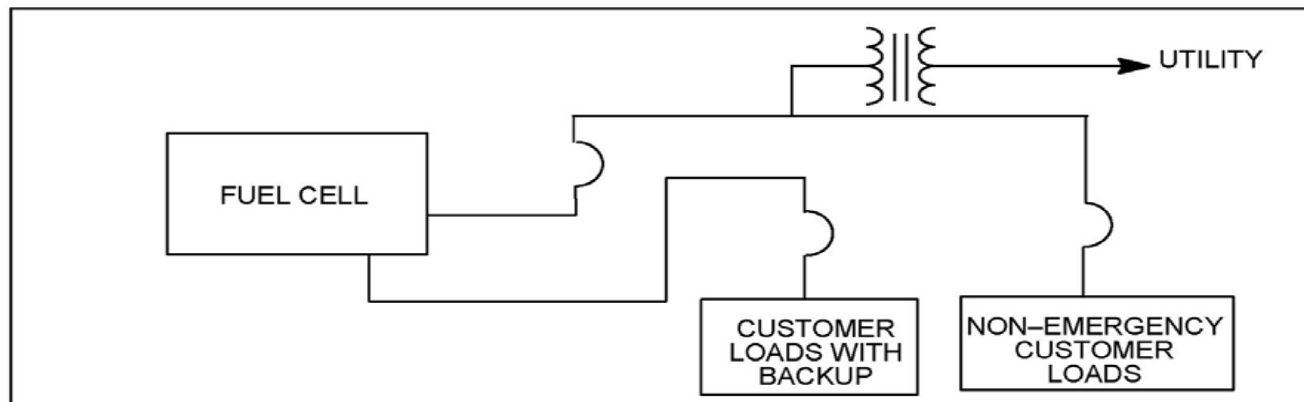 UTILITY
FUEL CELL
CUSTOMER
LOADS WITH
BACKUP
NON–EMERGENCY
CUSTOMER
LOADS